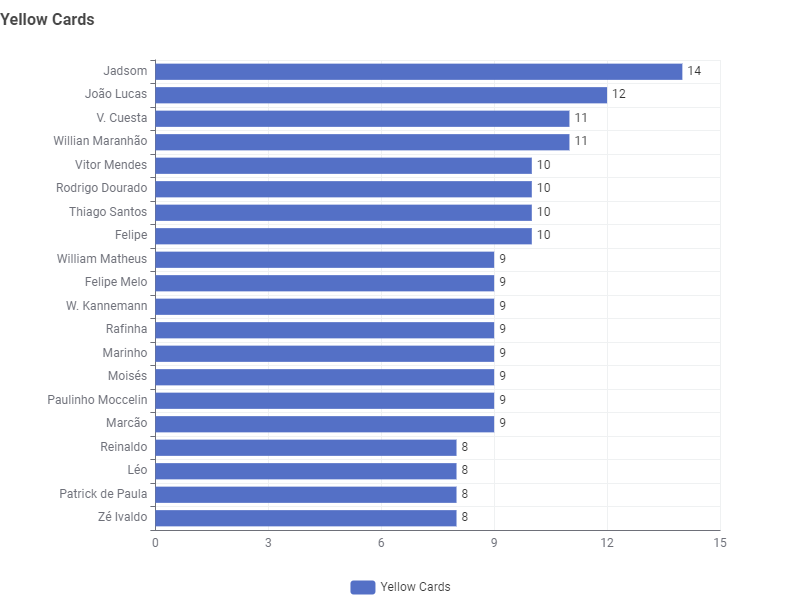 Yellow Cards
Jadsom 14
João Lucas 12
V. Cuesta 11
Willian Maranhão 11
Vitor Mendes 10
Rodrigo Dourado 10
Thiago Santos 10
Felipe 10
William Matheus 9
Felipe Melo 9
W. Kannemann 9
Rafinha 9
Marinho 9
Moisés 9
Paulinho Moccelin 9
Marcão 9
Reinaldo 8
Léo 8
Patrick de Paula 8
Zé Ivaldo 8
0 3 6 9 12 15
Yellow Cards